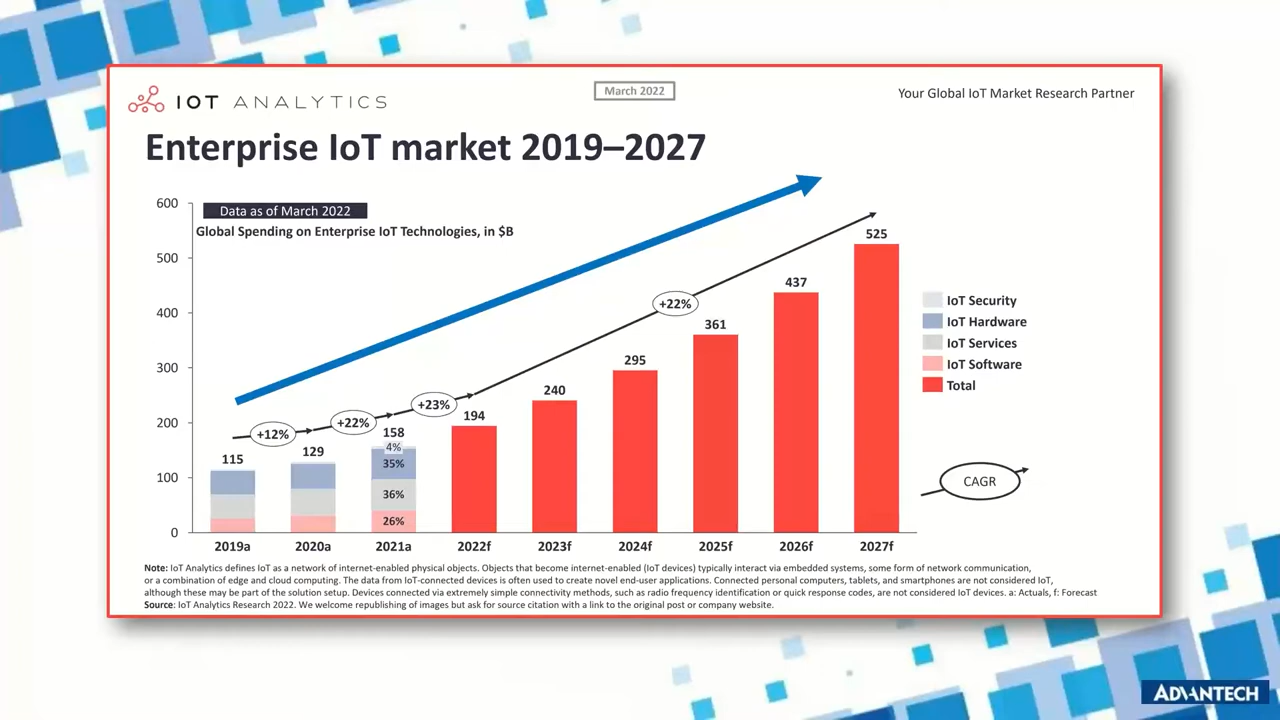 IOT ANALYTICS
March 2022
Your Global IoT Market Research Partner
Enterprise IoT market 2019–2027
Data as of March 2022
Global Spending on Enterprise IoT Technologies, in $B
600
500
400
300
200
100
0
+12%
+22%
+23%
+22%
115
129
158
4%
35%
36%
26%
194
240
295
361
437
525
2019a
2020a
2021a
2022f
2023f
2024f
2025f
2026f
2027f
IoT Security
IoT Hardware
IoT Services
IoT Software
Total
CAGR
Note: IoT Analytics defines IoT as a network of internet-enabled physical objects. Objects that become internet-enabled (IoT devices) typically interact via embedded systems, some form of network communication,
or a combination of edge and cloud computing. The data from IoT-connected devices is often used to create novel end-user applications. Connected personal computers, tablets, and smartphones are not considered IoT,
although these may be part of the solution setup. Devices connected via extremely simple connectivity methods, such as radio frequency identification or quick response codes, are not considered IoT devices. a: Actuals, f: Forecast
Source: IoT Analytics Research 2022. We welcome republishing of images but ask for source citation with a link to the original post or company website.
ADVANTECH